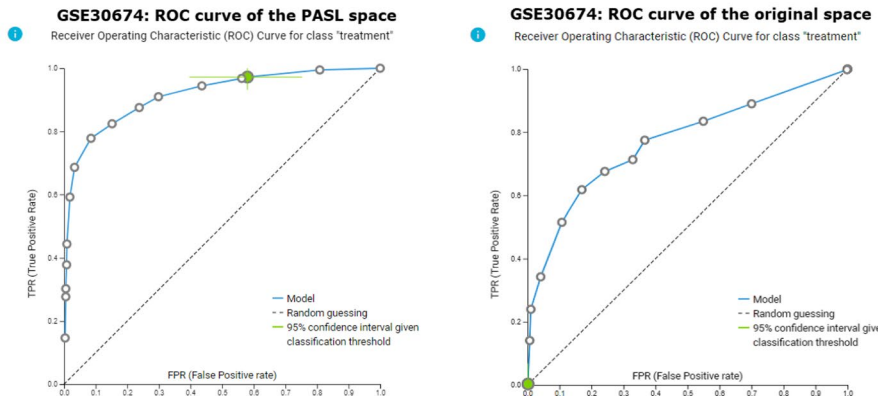 GSE30674: ROC curve of the PASL space
Receiver Operating Characteristic (ROC) Curve for class "treatment"
1.0
0.8
0.6
0.4
0.2
0.0
TPR (True Positive Rate)
Model
Random guessing
95% confidence interval given
classification threshold
FPR (False Positive rate)
0.0 0.1 0.2 0.3 0.4 0.5 0.6 0.7 0.8 0.9 1.0
GSE30674: ROC curve of the original space
Receiver Operating Characteristic (ROC) Curve for class "treatment"
1.0
0.8
0.6
0.4
0.2
0.0
TPR (True Positive Rate)
Model
Random guessing
95% confidence interval give
classification threshold
FPR (False Positive rate)
0.0 0.1 0.2 0.3 0.4 0.5 0.6 0.7 0.8 0.9 1.0